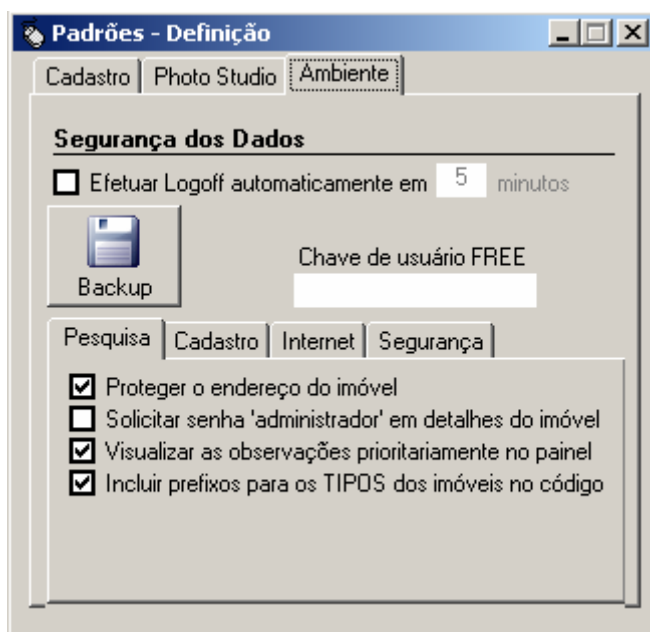 Padrões - Definição
Cadastro Photo Studio Ambiente
Segurança dos Dados
Efetuar Logoff automaticamente em 5 minutos
Chave de usuário FREE
Backup
Pesquisa Cadastro Internet Segurança
Proteger o endereço do imóvel
Solicitar senha 'administrador' em detalhes do imóvel
Visualizar as observações prioritariamente no painel
Incluir prefixos para os TIPOS dos imóveis no código